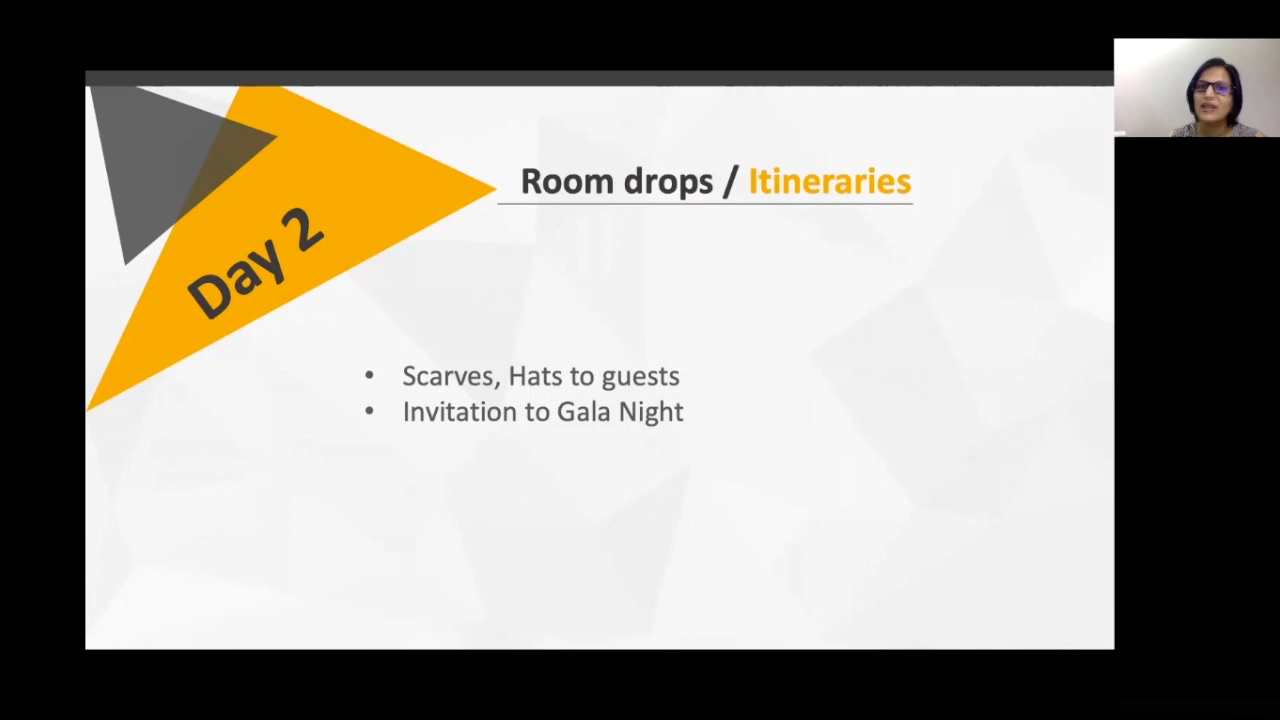 Day 2
Room drops / Itineraries
• Scarves, Hats to guests
• Invitation to Gala Night